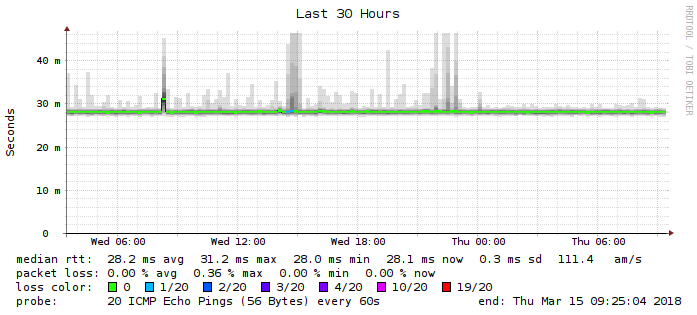 Last 30 Hours
RRDTOOL / TOBI OETIKER
Seconds
40 m
30 m
20 m
10 m
0
Wed 06:00 Wed 12:00 Wed 18:00 Thu 00:00 Thu 06:00
median rtt: 28.2 ms avg 31.2 ms max 28.0 ms min 28.1 ms now 0.3 ms sd 111.4 am/s
packet loss: 0.00 % avg 0.36 % max 0.00 % min 0.00 % now
loss color: 0 1/20 2/20 3/20 4/20 10/20 19/20
probe: 20 ICMP Echo Pings (56 Bytes) every 60s end: Thu Mar 15 09:25:04 2018